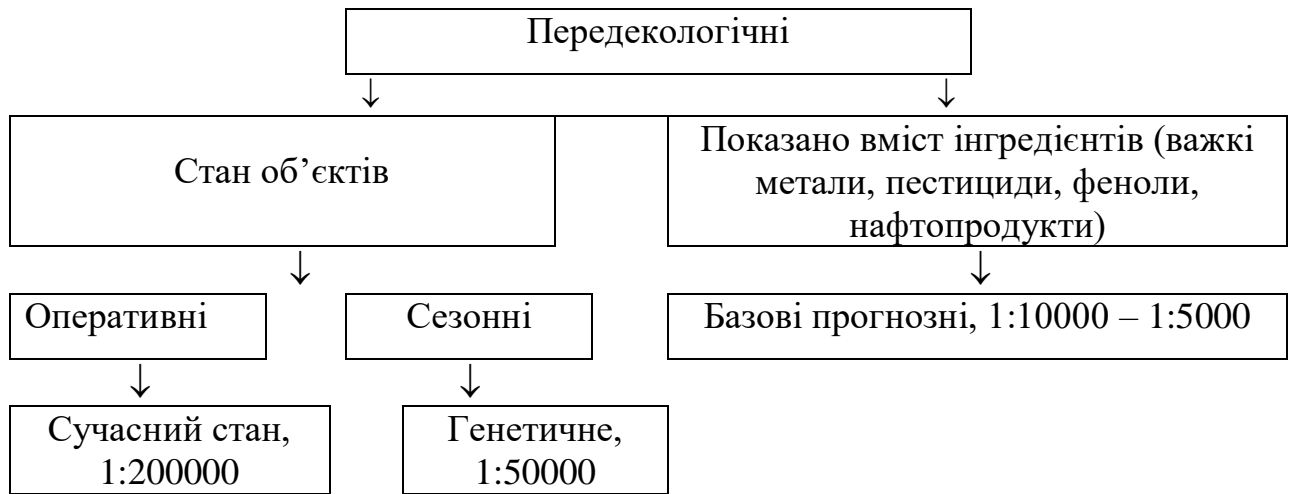 Передекологічні
Стан об’єктів
Показано вміст інгредієнтів (важкі
метали, пестициди, феноли,
нафтопродукти)
Оперативні
Сезонні
Базові прогнозні, 1:10000 – 1:5000
Сучасний стан,
1:200000
Генетичне,
1:50000